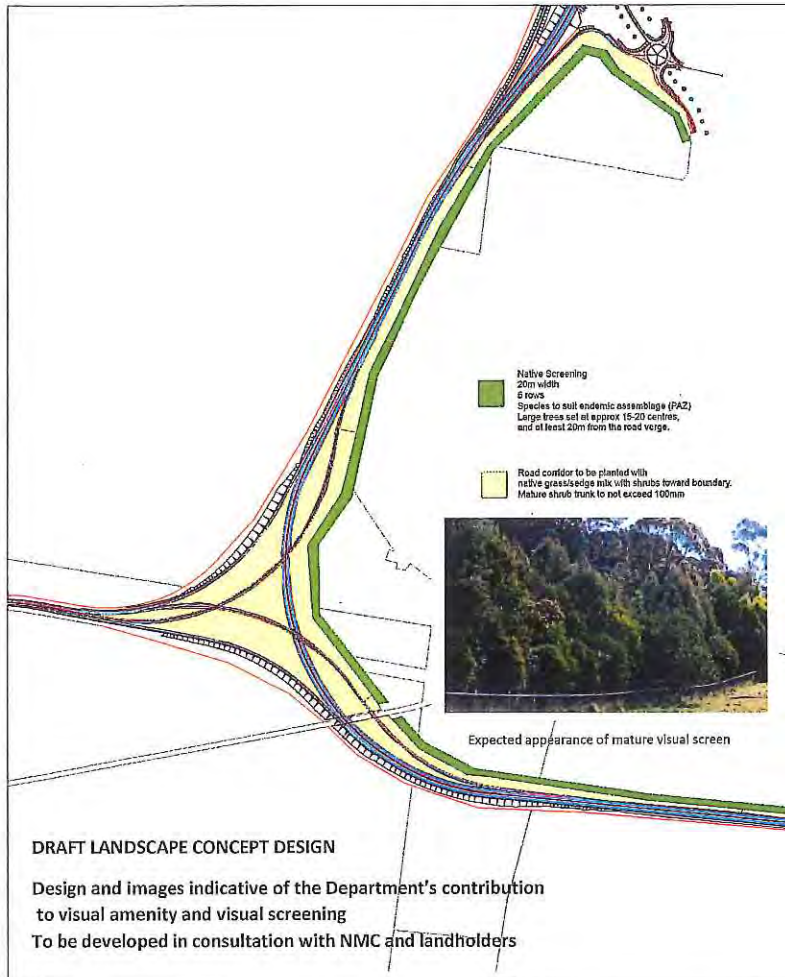 Native Screening
20m width
6 rows
Species to suit endemic assemblage (PAZ)
Large trees set at approx 15-20 centres,
and at least 20m from the road verge.
Road corridor to be planted with
native grass/sedge mix with shrubs toward boundary.
Mature shrub trunk to not exceed 100mm
Expected appearance of mature visual screen
DRAFT LANDSCAPE CONCEPT DESIGN
Design and images indicative of the Department's contribution
to visual amenity and visual screening
To be developed in consultation with NMC and landholders